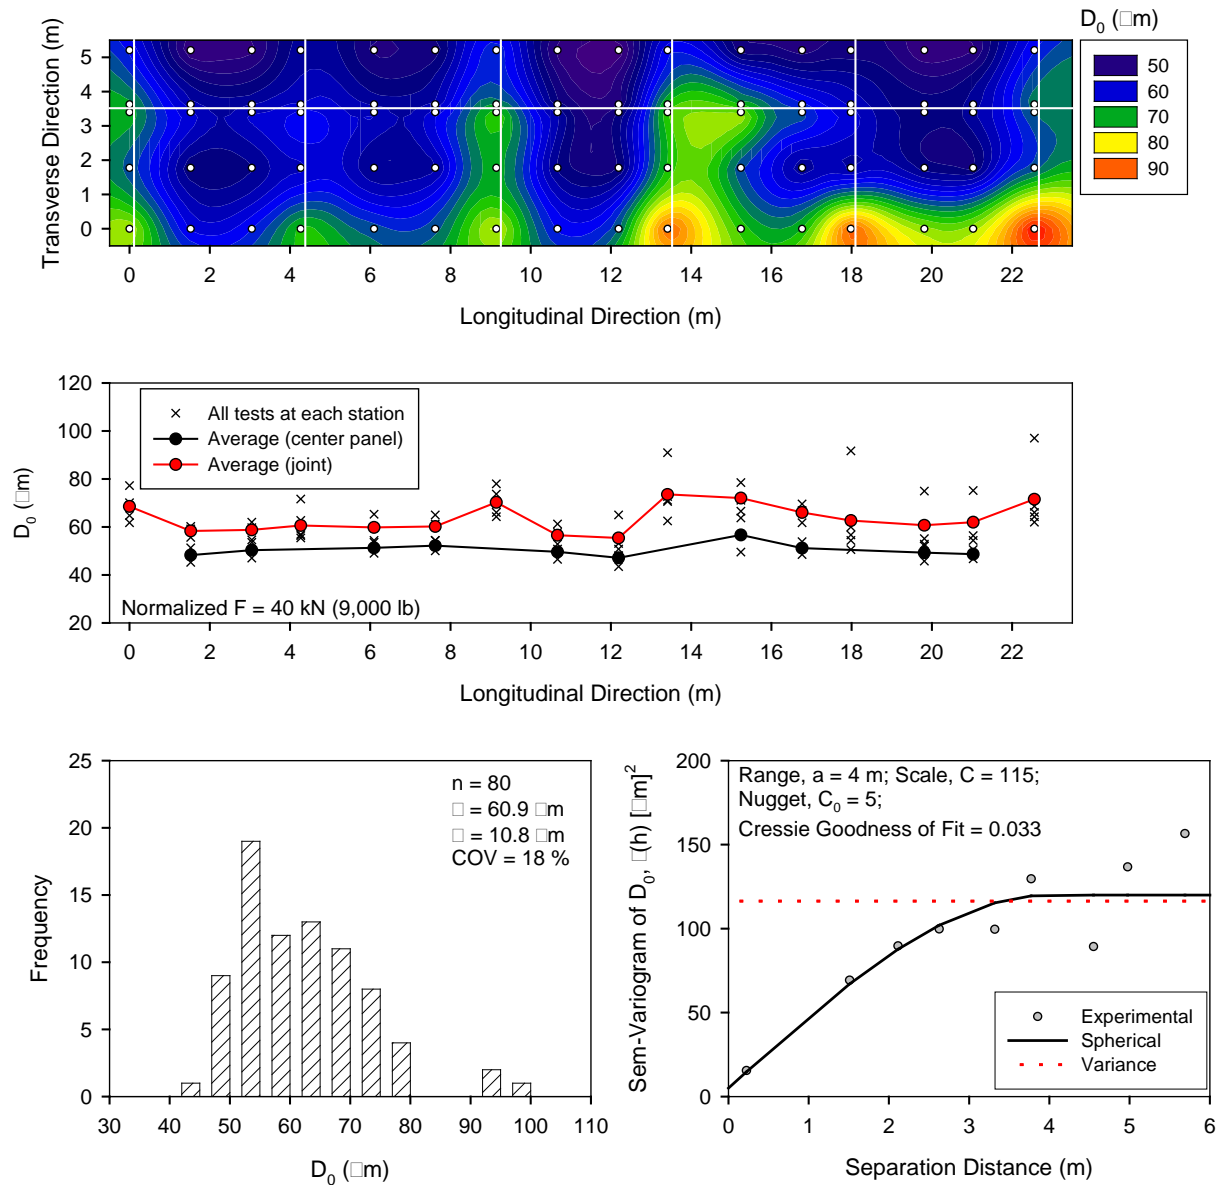 D0 (□m)
50
60
70
80
90
Transverse Direction (m)
5
4
3
2
1
0
0 2 4 6 8 10 12 14 16 18 20 22
Longitudinal Direction (m)
D0 (□m)
120
100
80
60
40
20
All tests at each station
Average (center panel)
Average (joint)
Normalized F = 40 kN (9,000 lb)
0 2 4 6 8 10 12 14 16 18 20 22
Longitudinal Direction (m)
Frequency
25
20
15
10
5
0
n = 80
□ = 60.9 □m
□ = 10.8 □m
COV = 18 %
30 40 50 60 70 80 90 100 110
D0 (□m)
Sem-Variogram of D0, □(h) [□m]2
200
150
100
50
0
Range, a = 4 m; Scale, C = 115;
Nugget, C0 = 5;
Cressie Goodness of Fit = 0.033
Experimental
Spherical
Variance
0 1 2 3 4 5 6
Separation Distance (m)